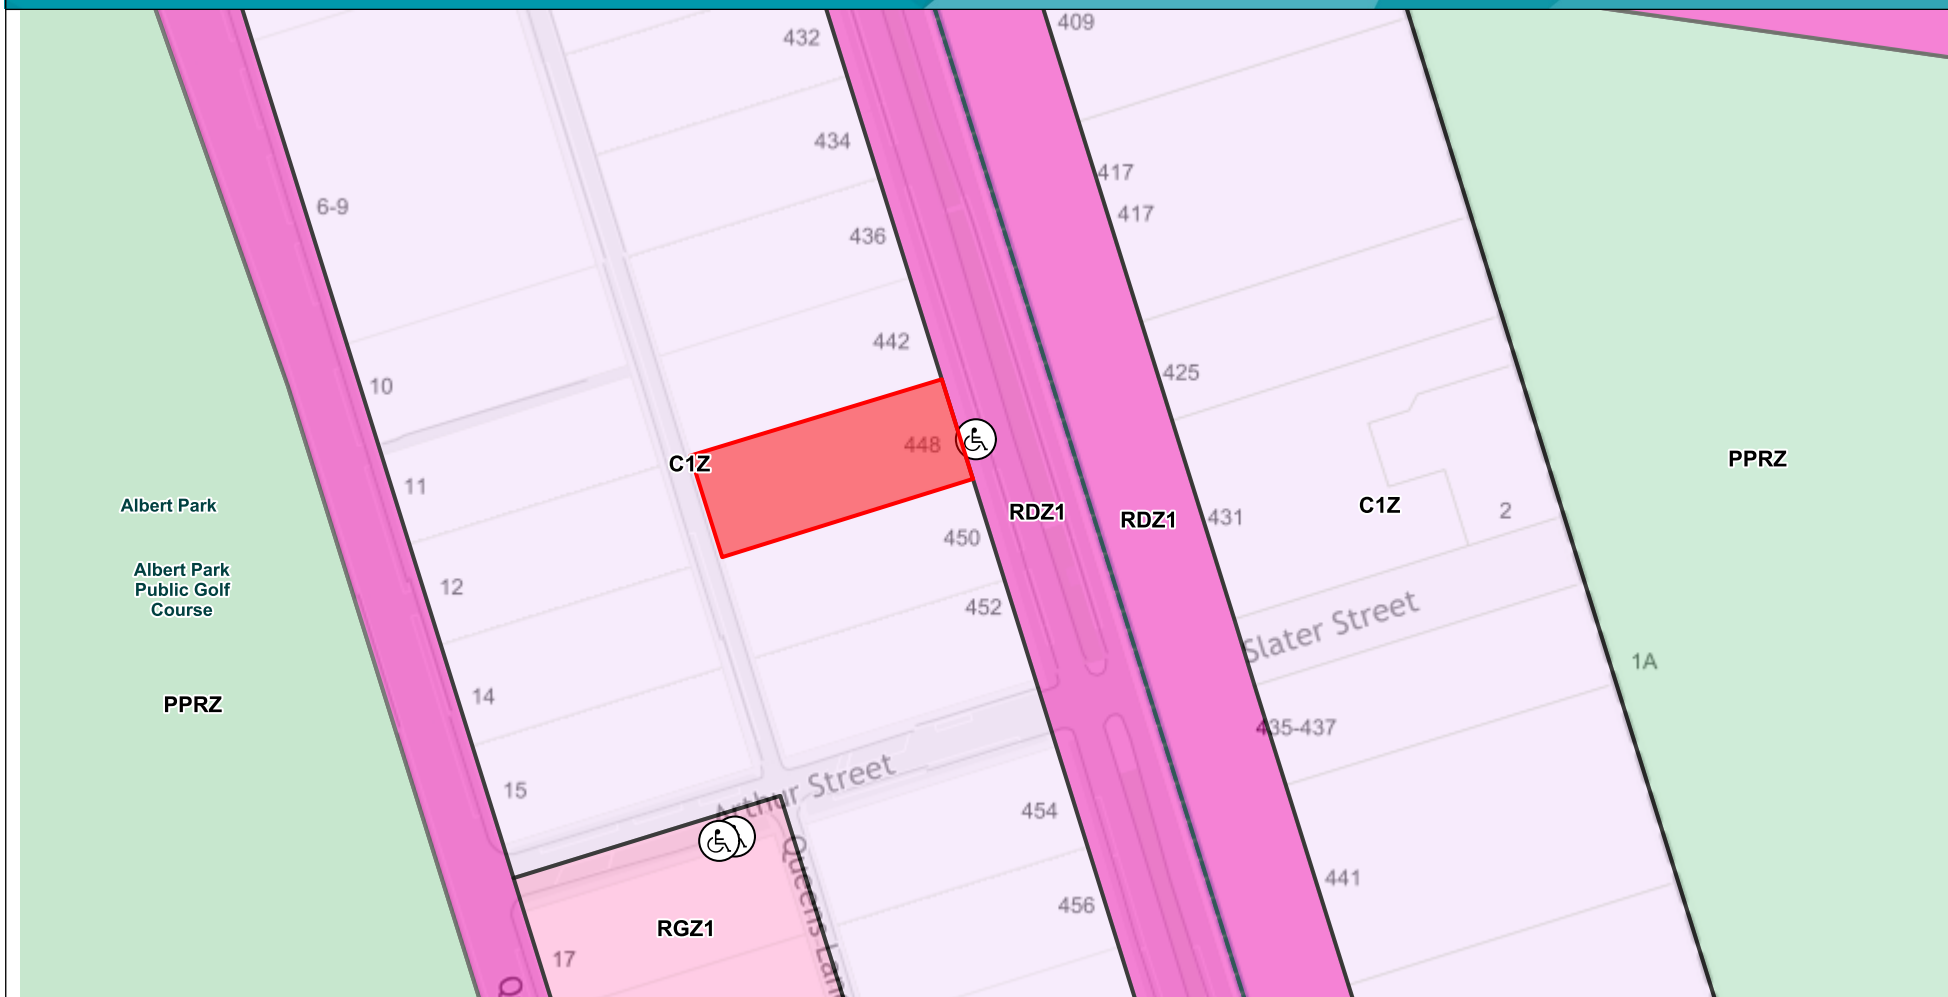 409
432
434
417
6-9
417
436
442
425
10
448
PPRZ
C1Z
11
Albert Park
C1Z
2
RDZ1
431
RDZ1
450
Albert Park
Public Golf
Course
12
452
Slater Street
1A
14
PPRZ
435-437
Arthur Street
15
454
441
Queens Lan
456
RGZ1
17
Q